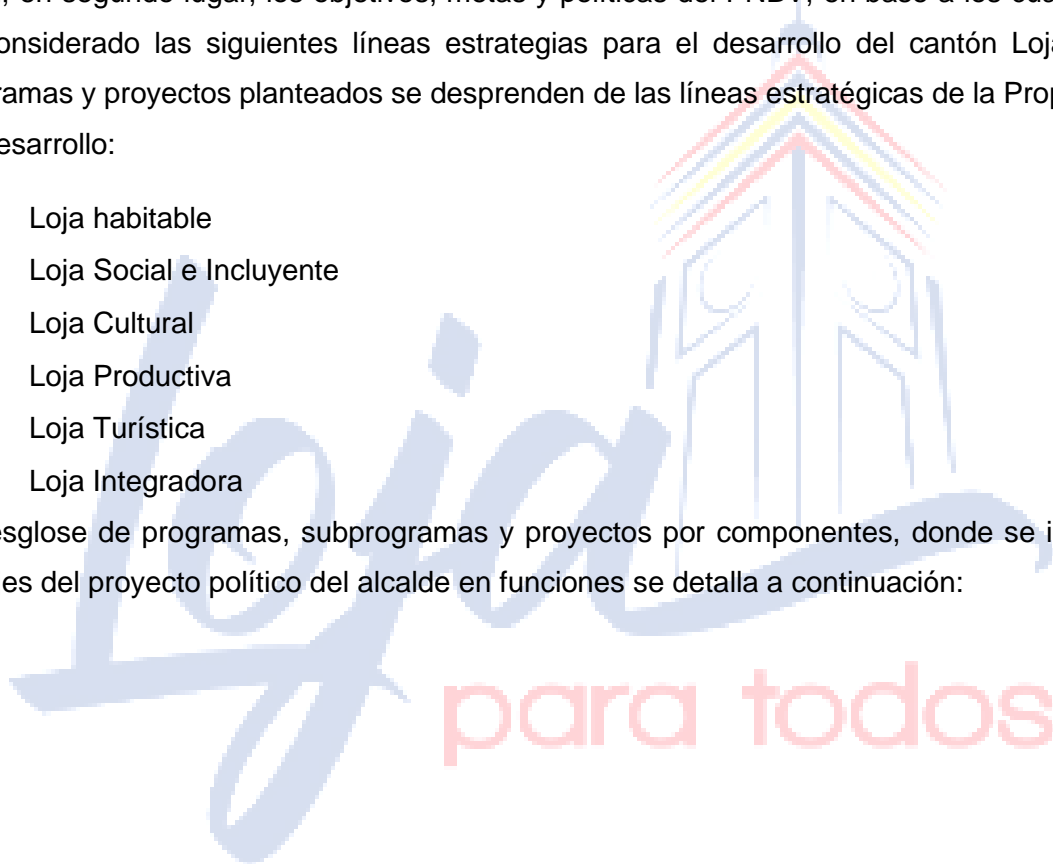 en segundo lugar, los objetivos, metas y políticas del PNBV, en base a los
onsiderado las siguientes líneas estrategias para el desarrollo del cantón Loja
ramas y proyectos planteados se desprenden de las líneas estratégicas de la Prop
esarrollo:
Loja habitable
Loja Social e Incluyente
Loja Cultural
Loja Productiva
Loja Turística
Loja Integradora
esglose de programas, subprogramas y proyectos por componentes, donde se i
es del proyecto político del alcalde en funciones se detalla a continuación:
Loja
para todos